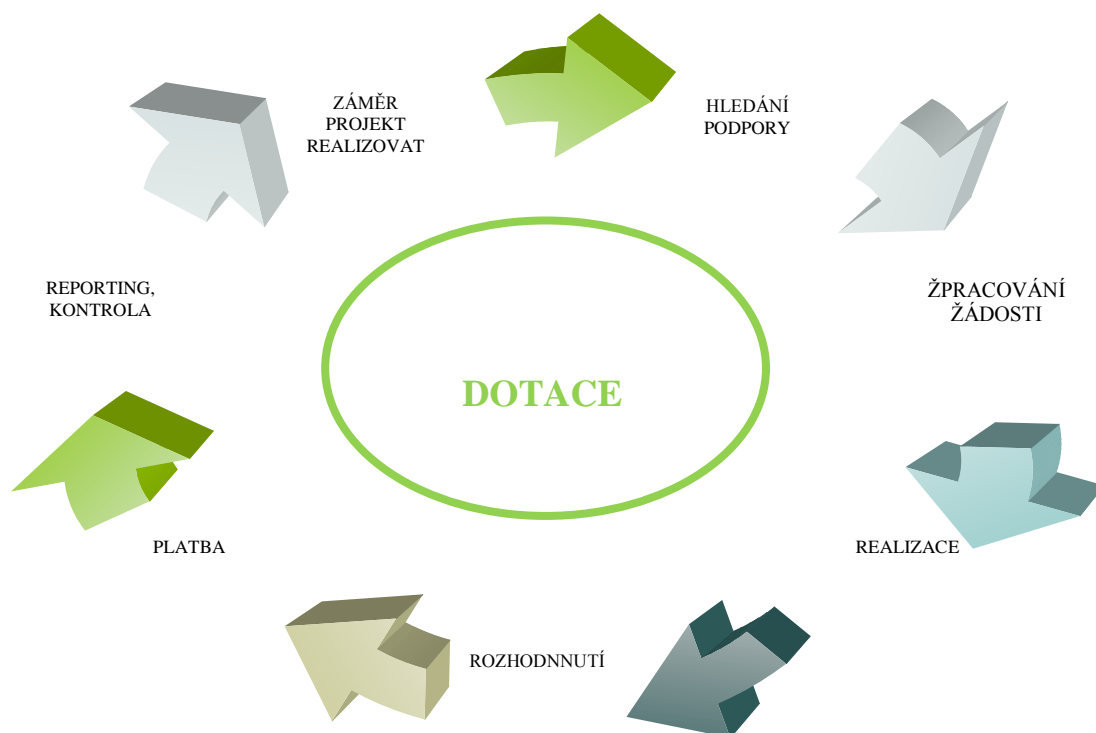 ZÁMĚR
PROJEKT
REALIZOVAT
HLEDÁNÍ
PODPORY
ŽPRACOVÁNÍ
ŽÁDOSTI
REPORTING,
KONTROLA
DOTACE
PLATBA
REALIZACE
ROZHODNNUTÍ